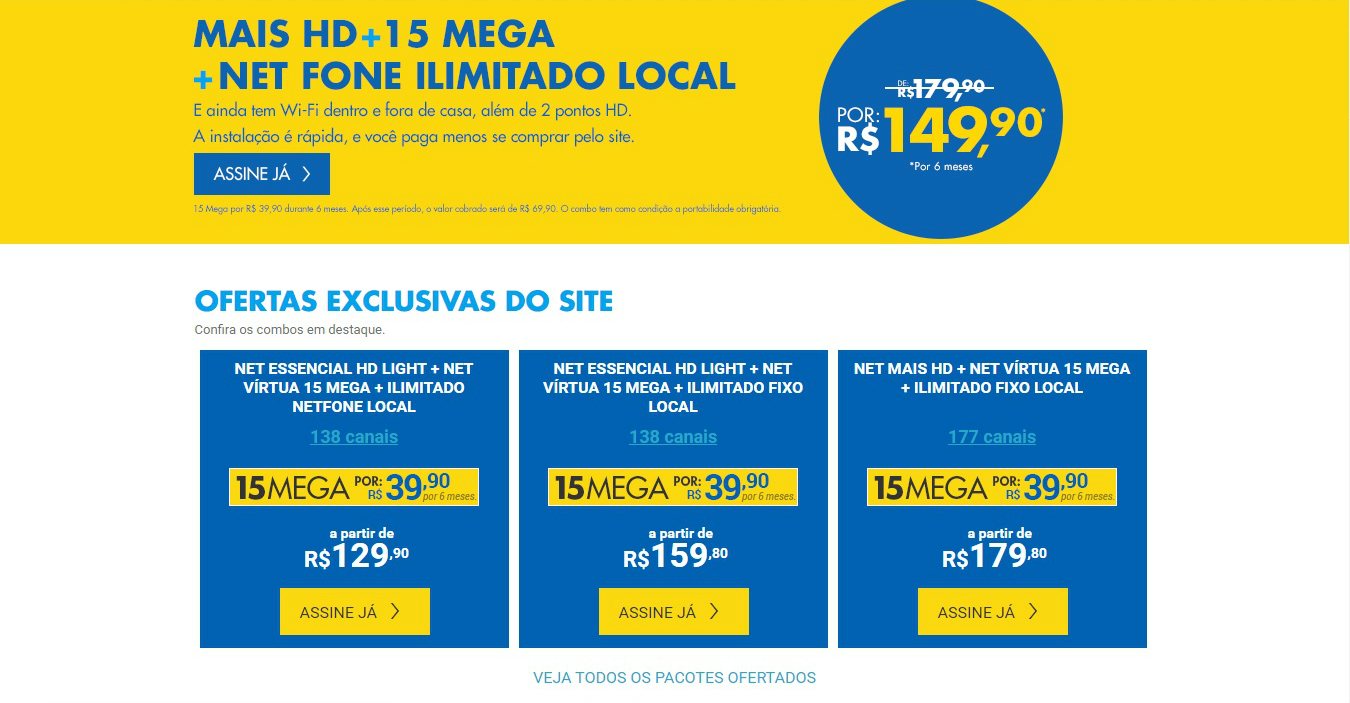 MAIS HD+15 MEGA
+NET FONE ILIMITADO LOCAL
E ainda tem Wi-Fi dentro e fora de casa, além de 2 pontos HD.
A instalação é rápida, e você paga menos se comprar pelo site.
ASSINE JÁ
15 Mega por R$ 39,90 durante 6 meses. Após esse período, o valor cobrado será de R$ 69,90. O combo tem como condição a portabilidade obrigatória.
DE: R$179,90
POR: R$149,90*
*Por 6 meses
OFERTAS EXCLUSIVAS DO SITE
Confira os combos em destaque.
NET ESSENCIAL HD LIGHT + NET
VÍRTUA 15 MEGA + ILIMITADO
NETFONE LOCAL
138 canais
15MEGA POR: R$ 39,90 por 6 meses.
a partir de
R$129,90
ASSINE JÁ
NET ESSENCIAL HD LIGHT + NET
VÍRTUA 15 MEGA + ILIMITADO FIXO
LOCAL
138 canais
15MEGA POR: R$ 39,90 por 6 meses.
a partir de
R$159,80
ASSINE JÁ
NET MAIS HD + NET VÍRTUA 15 MEGA
+ ILIMITADO FIXO LOCAL
177 canais
15MEGA POR: R$ 39,90 por 6 meses.
a partir de
R$179,80
ASSINE JÁ
VEJA TODOS OS PACOTES OFERTADOS